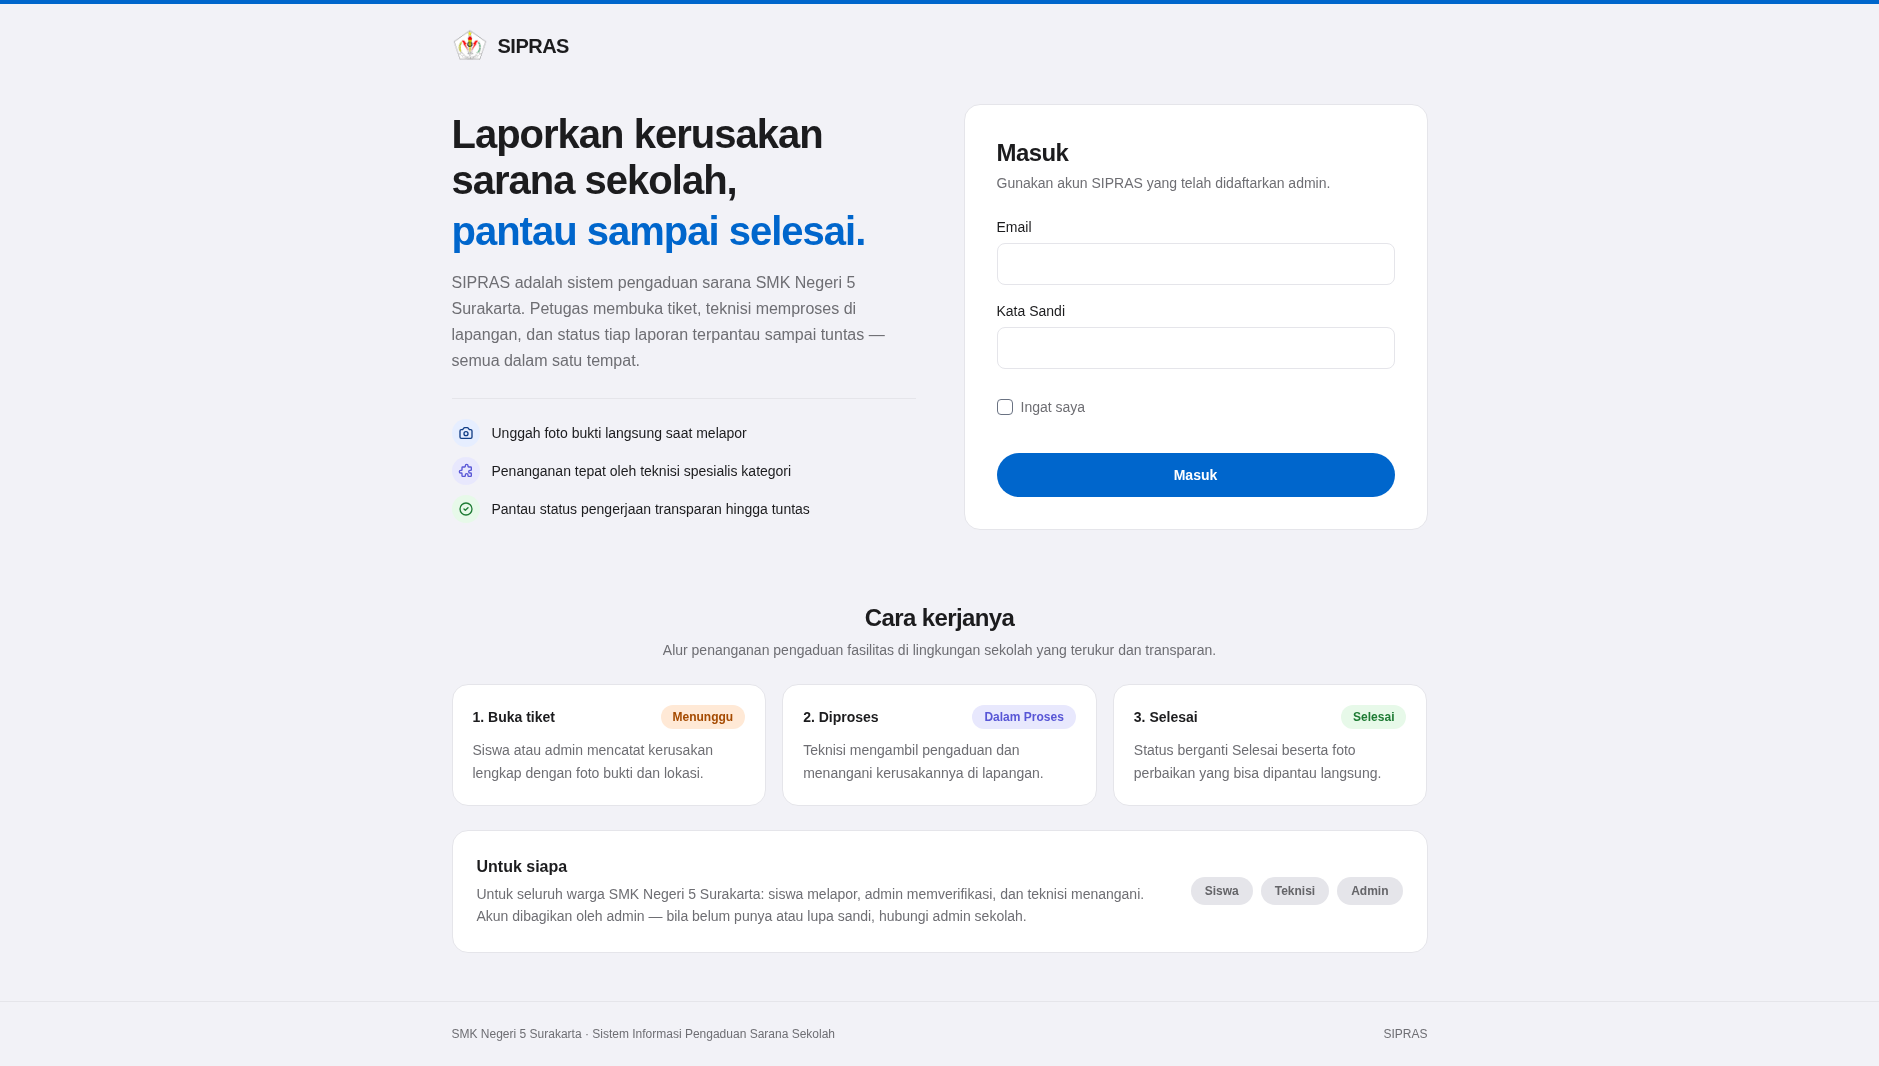 SIPRAS
Laporkan kerusakan
sarana sekolah,
pantau sampai selesai.
SIPRAS adalah sistem pengaduan sarana SMK Negeri 5
Surakarta. Petugas membuka tiket, teknisi memproses di
lapangan, dan status tiap laporan terpantau sampai tuntas —
semua dalam satu tempat.
Unggah foto bukti langsung saat melapor
Penanganan tepat oleh teknisi spesialis kategori
Pantau status pengerjaan transparan hingga tuntas
Masuk
Gunakan akun SIPRAS yang telah didaftarkan admin.
Email
Kata Sandi
Ingat saya
Masuk
Cara kerjanya
Alur penanganan pengaduan fasilitas di lingkungan sekolah yang terukur dan transparan.
1. Buka tiket
Menunggu
Siswa atau admin mencatat kerusakan
lengkap dengan foto bukti dan lokasi.
2. Diproses
Dalam Proses
Teknisi mengambil pengaduan dan
menangani kerusakannya di lapangan.
3. Selesai
Selesai
Status berganti Selesai beserta foto
perbaikan yang bisa dipantau langsung.
Untuk siapa
Untuk seluruh warga SMK Negeri 5 Surakarta: siswa melapor, admin memverifikasi, dan teknisi menangani.
Akun dibagikan oleh admin — bila belum punya atau lupa sandi, hubungi admin sekolah.
Siswa
Teknisi
Admin
SMK Negeri 5 Surakarta · Sistem Informasi Pengaduan Sarana Sekolah
SIPRAS